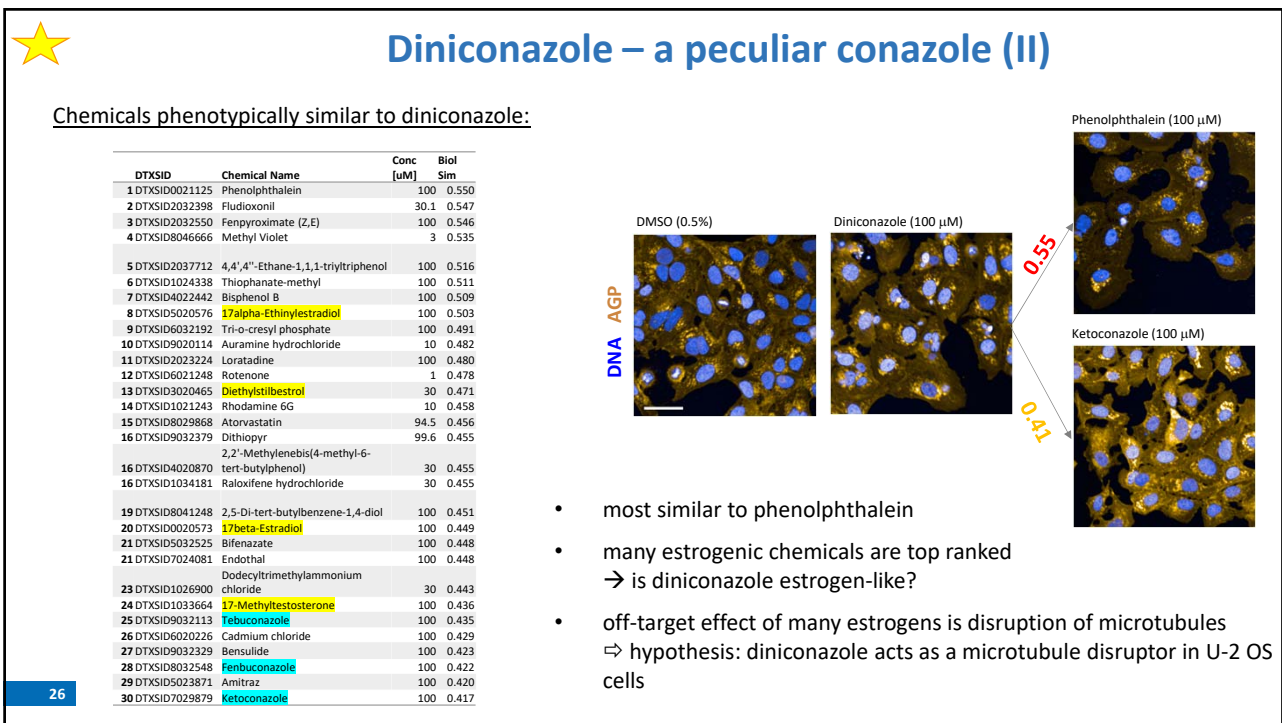 Diniconazole – a peculiar conazole (II)
Chemicals phenotypically similar to diniconazole:
DTXSID Chemical Name Conc [uM] Biol Sim
1 DTXSID0021125 Phenolphthalein 100 0.550
2 DTXSID2032398 Fludioxonil 30.1 0.547
3 DTXSID2032550 Fenpyroximate (Z,E) 100 0.546
4 DTXSID8046666 Methyl Violet 3 0.535
5 DTXSID2037712 4,4',4''-Ethane-1,1,1-triyltriphenol 100 0.516
6 DTXSID1024338 Thiophanate-methyl 100 0.511
7 DTXSID4022442 Bisphenol B 100 0.509
8 DTXSID5020576 17alpha-Ethinylestradiol 100 0.503
9 DTXSID6032192 Tri-o-cresyl phosphate 100 0.491
10 DTXSID9020114 Auramine hydrochloride 10 0.482
11 DTXSID2023224 Loratadine 100 0.480
12 DTXSID6021248 Rotenone 1 0.478
13 DTXSID3020465 Diethylstilbestrol 30 0.471
14 DTXSID1021243 Rhodamine 6G 10 0.458
15 DTXSID8029868 Atorvastatin 94.5 0.456
16 DTXSID9032379 Dithiopyr 99.6 0.455
2,2'-Methylenebis(4-methyl-6-
16 DTXSID4020870 tert-butylphenol) 30 0.455
16 DTXSID1034181 Raloxifene hydrochloride 30 0.455
19 DTXSID8041248 2,5-Di-tert-butylbenzene-1,4-diol 100 0.451
20 DTXSID0020573 17beta-Estradiol 100 0.449
21 DTXSID5032525 Bifenazate 100 0.448
21 DTXSID7024081 Endothal 100 0.448
Dodecyltrimethylammonium
23 DTXSID1026900 chloride 30 0.443
24 DTXSID1033664 17-Methyltestosterone 100 0.436
25 DTXSID9032113 Tebuconazole 100 0.435
26 DTXSID6020226 Cadmium chloride 100 0.429
27 DTXSID9032329 Bensulide 100 0.423
28 DTXSID8032548 Fenbuconazole 100 0.422
29 DTXSID5023871 Amitraz 100 0.420
30 DTXSID7029879 Ketoconazole 100 0.417
DNA AGP
DMSO (0.5%)
Diniconazole (100 µM)
Phenolphthalein (100 µM)
0.55
Ketoconazole (100 µM)
0.41
• most similar to phenolphthalein
• many estrogenic chemicals are top ranked
→ is diniconazole estrogen-like?
• off-target effect of many estrogens is disruption of microtubules
⇨ hypothesis: diniconazole acts as a microtubule disruptor in U-2 OS
cells
26